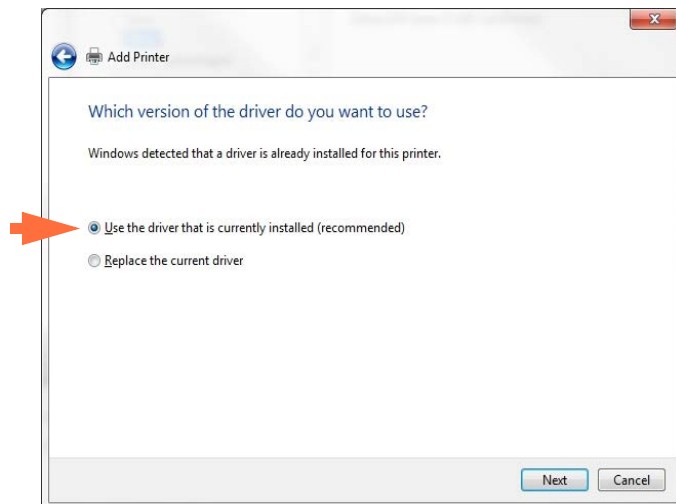 Add Printer
Which version of the driver do you want to use?
Windows detected that a driver is already installed for this printer.
Use the driver that is currently installed (recommended)
Replace the current driver
Next
Cancel